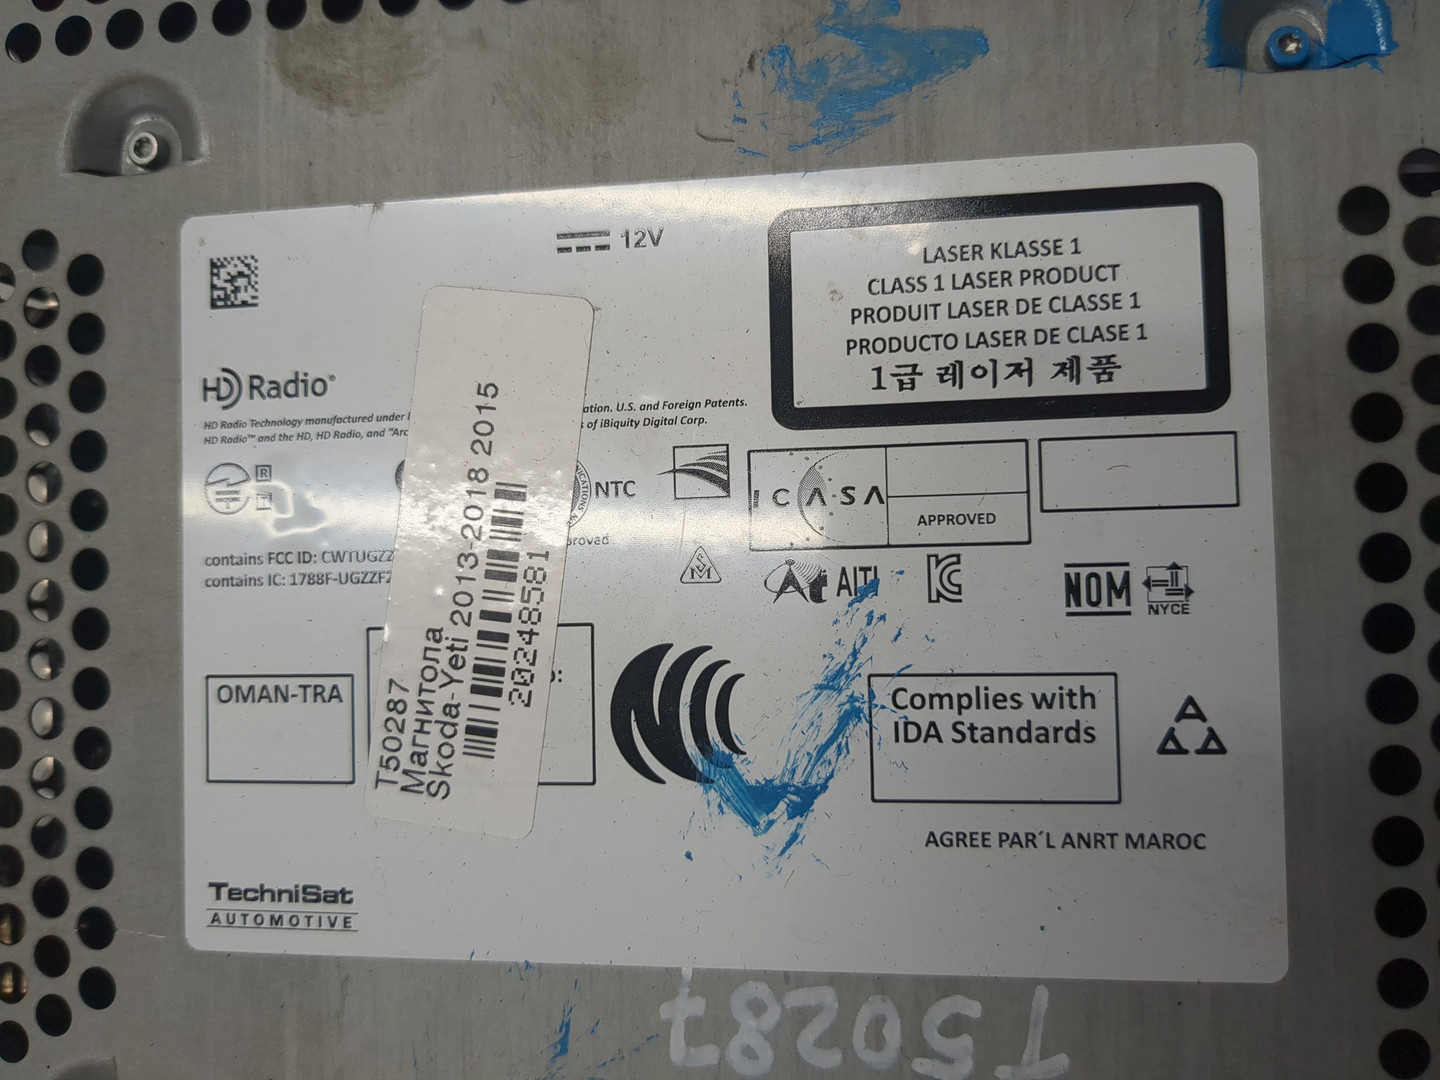 12V
LASER KLASSE 1
CLASS 1 LASER PRODUCT
PRODUIT LASER DE CLASSE 1
PRODUCTO LASER DE CLASE 1
1급 레이저 제품
HD Radio®
HD Radio Technology manufactured under
ation. U.S. and Foreign Patents.
HD Radio™ and the HD, HD Radio, and "Arc
s of iBiquity Digital Corp.
R
T
NTC
ICASA
APPROVED
contains FCC ID: CWTUGZZ
contains IC: 1788F-UGZZFZ
roved
AITI
NOM
NYCE
T50287
Магнитола
Skoda-Yeti 2013-2018 2015
20248581
OMAN-TRA
Complies with
IDA Standards
AGREE PAR´L ANRT MAROC
TechniSat
AUTOMOTIVE
T50287